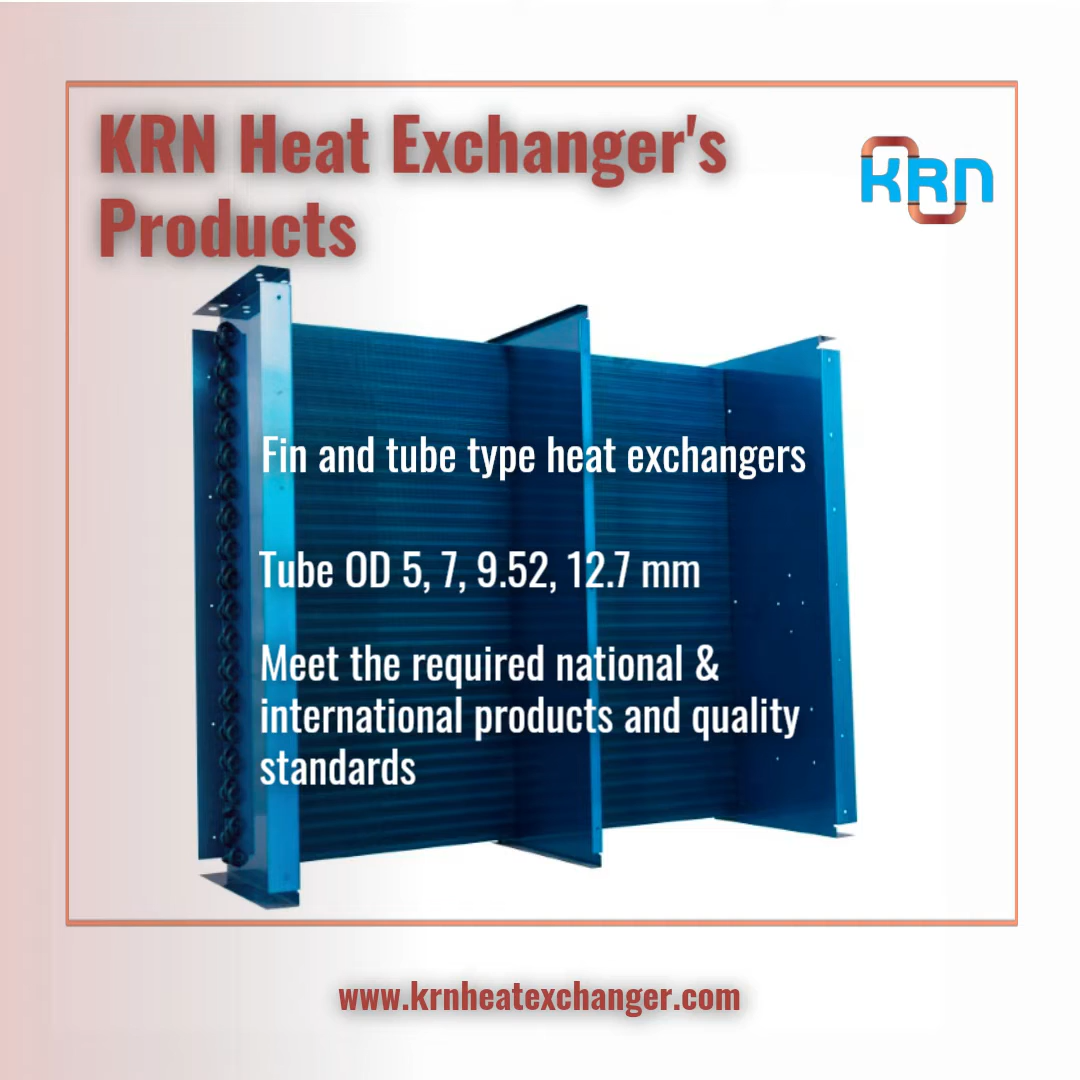 KRN Heat Exchanger's
Products
KRN
Fin and tube type heat exchangers
Tube OD 5, 7, 9.52, 12.7 mm
Meet the required national &
international products and quality
standards
www.krnheatexchanger.com